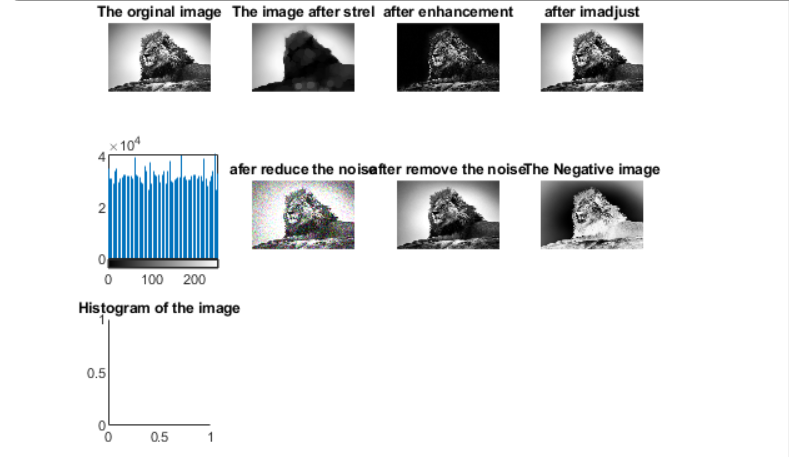 The orginal image
The image after strel
after enhancement
after imadjust
×10^4
4
2
0
0 100 200
afer reduce the noise
after remove the noise
The Negative image
Histogram of the image
1
0.5
0
0 0.5 1